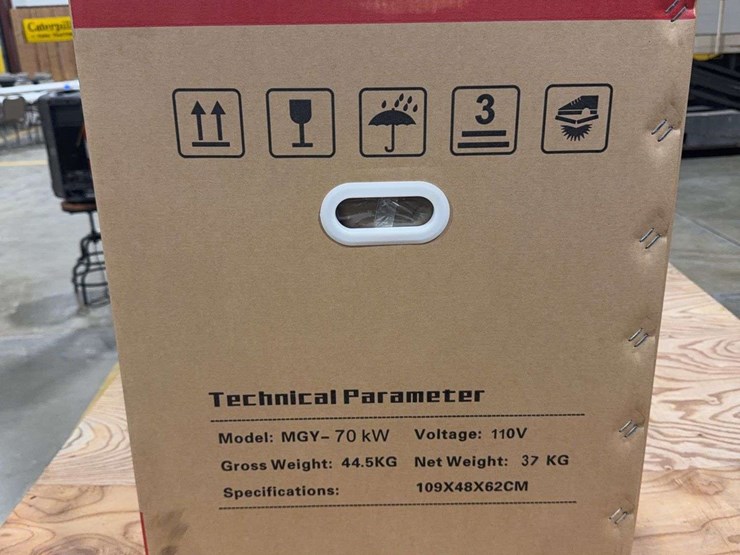 Caterpil
3
Technical Parameter
Model: MGY-70 kW Voltage: 110V
Gross Weight: 44.5KG Net Weight: 37 KG
Specifications: 109X48X62CM